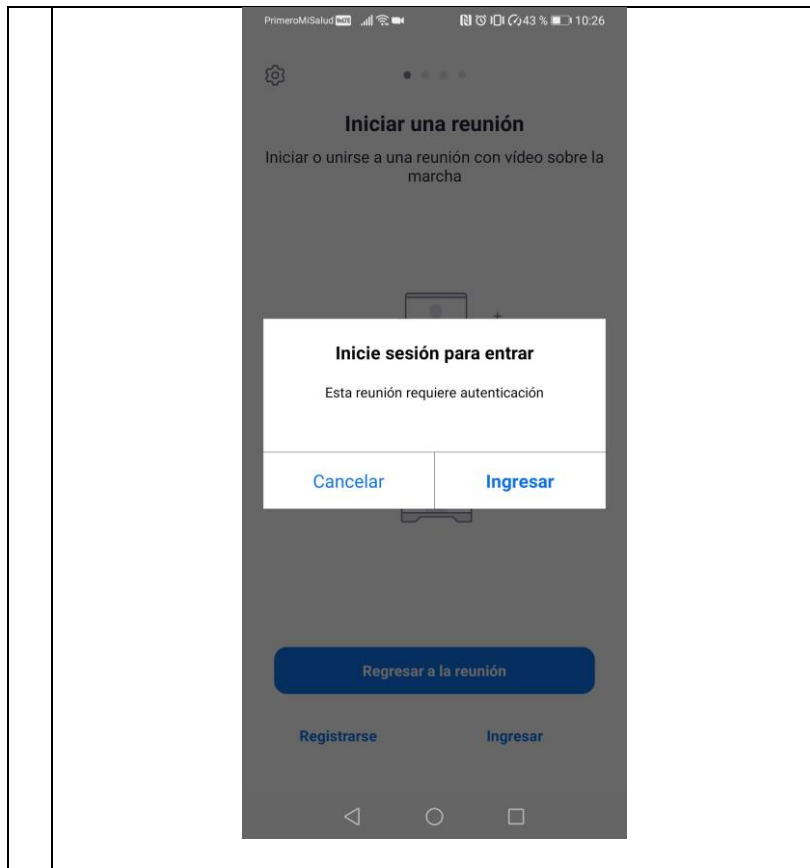 PrimeroMiSalud VoLTE 43 % 10:26
Iniciar una reunión
Iniciar o unirse a una reunión con vídeo sobre la
marcha
Inicie sesión para entrar
Esta reunión requiere autenticación
Cancelar Ingresar
Regresar a la reunión
Registrarse Ingresar